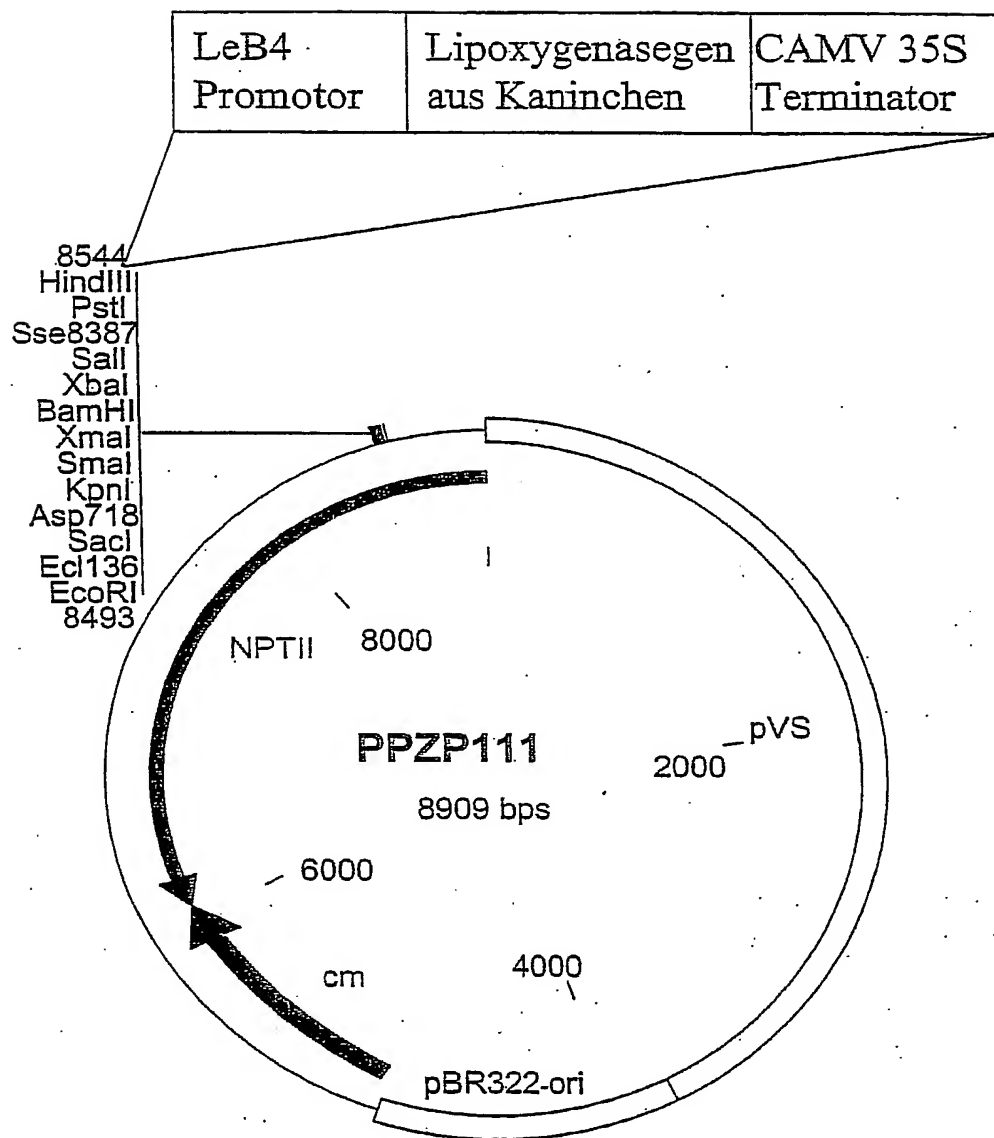 LeB4
Promotor
Lipoxygenasegen
aus Kaninchen
CAMV 35S
Terminator
8544
HindIII
PstI
Sse8387
SalI
XbaI
BamHI
XmaI
SmaI
KpnI
Asp718
SacI
Ecl136
EcoRI
8493
NPTII
8000
pVS
2000
PPZP111
8909 bps
6000
cm
4000
pBR322-ori